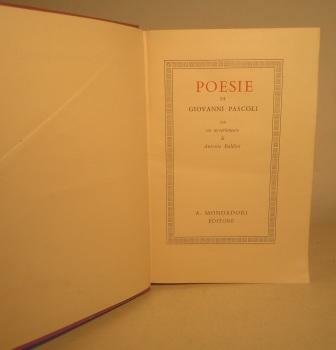 POESIE
DI
GIOVANNI PASCOLI
con
un avvertimento
di
Antonio Baldini
A. MONDADORI
EDITORE